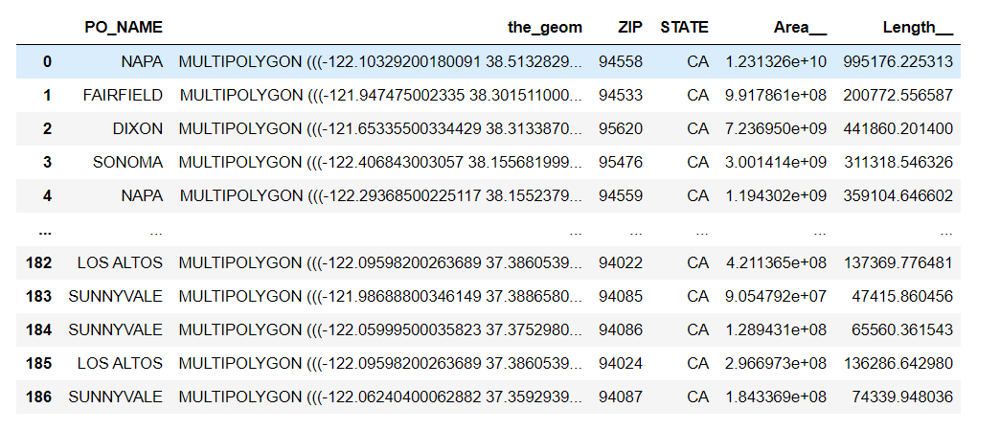 PO_NAME the_geom ZIP STATE Area__ Length__
0 NAPA MULTIPOLYGON (((-122.10329200180091 38.5132829... 94558 CA 1.231326e+10 995176.225313
1 FAIRFIELD MULTIPOLYGON (((-121.947475002335 38.301511000... 94533 CA 9.917861e+08 200772.556587
2 DIXON MULTIPOLYGON (((-121.65335500334429 38.3133870... 95620 CA 7.236950e+09 441860.201400
3 SONOMA MULTIPOLYGON (((-122.406843003057 38.155681999... 95476 CA 3.001414e+09 311318.546326
4 NAPA MULTIPOLYGON (((-122.29368500225117 38.1552379... 94559 CA 1.194302e+09 359104.646602
... ... ... ... ... ... ...
182 LOS ALTOS MULTIPOLYGON (((-122.09598200263689 37.3860539... 94022 CA 4.211365e+08 137369.776481
183 SUNNYVALE MULTIPOLYGON (((-121.98688800346149 37.3886580... 94085 CA 9.054792e+07 47415.860456
184 SUNNYVALE MULTIPOLYGON (((-122.05999500035823 37.3752980... 94086 CA 1.289431e+08 65560.361543
185 LOS ALTOS MULTIPOLYGON (((-122.09598200263689 37.3860539... 94024 CA 2.966973e+08 136286.642980
186 SUNNYVALE MULTIPOLYGON (((-122.06240400062882 37.3592939... 94087 CA 1.843369e+08 74339.948036